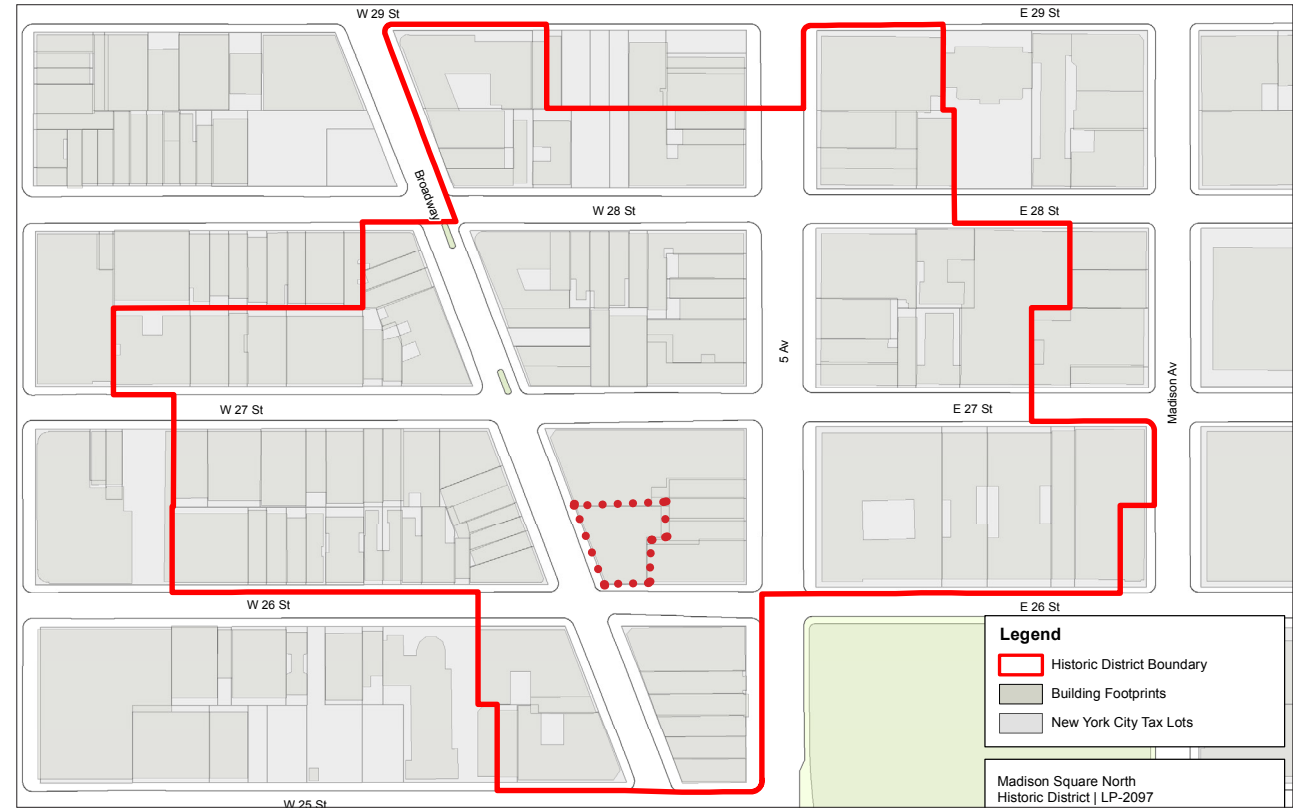 W 29 St
E 29 St
Broadway
W 28 St
E 28 St
5 Av
Madison Av
W 27 St
E 27 St
W 26 St
E 26 St
Legend
Historic District Boundary
Building Footprints
New York City Tax Lots
Madison Square North
Historic District | LP-2097
W 25 St